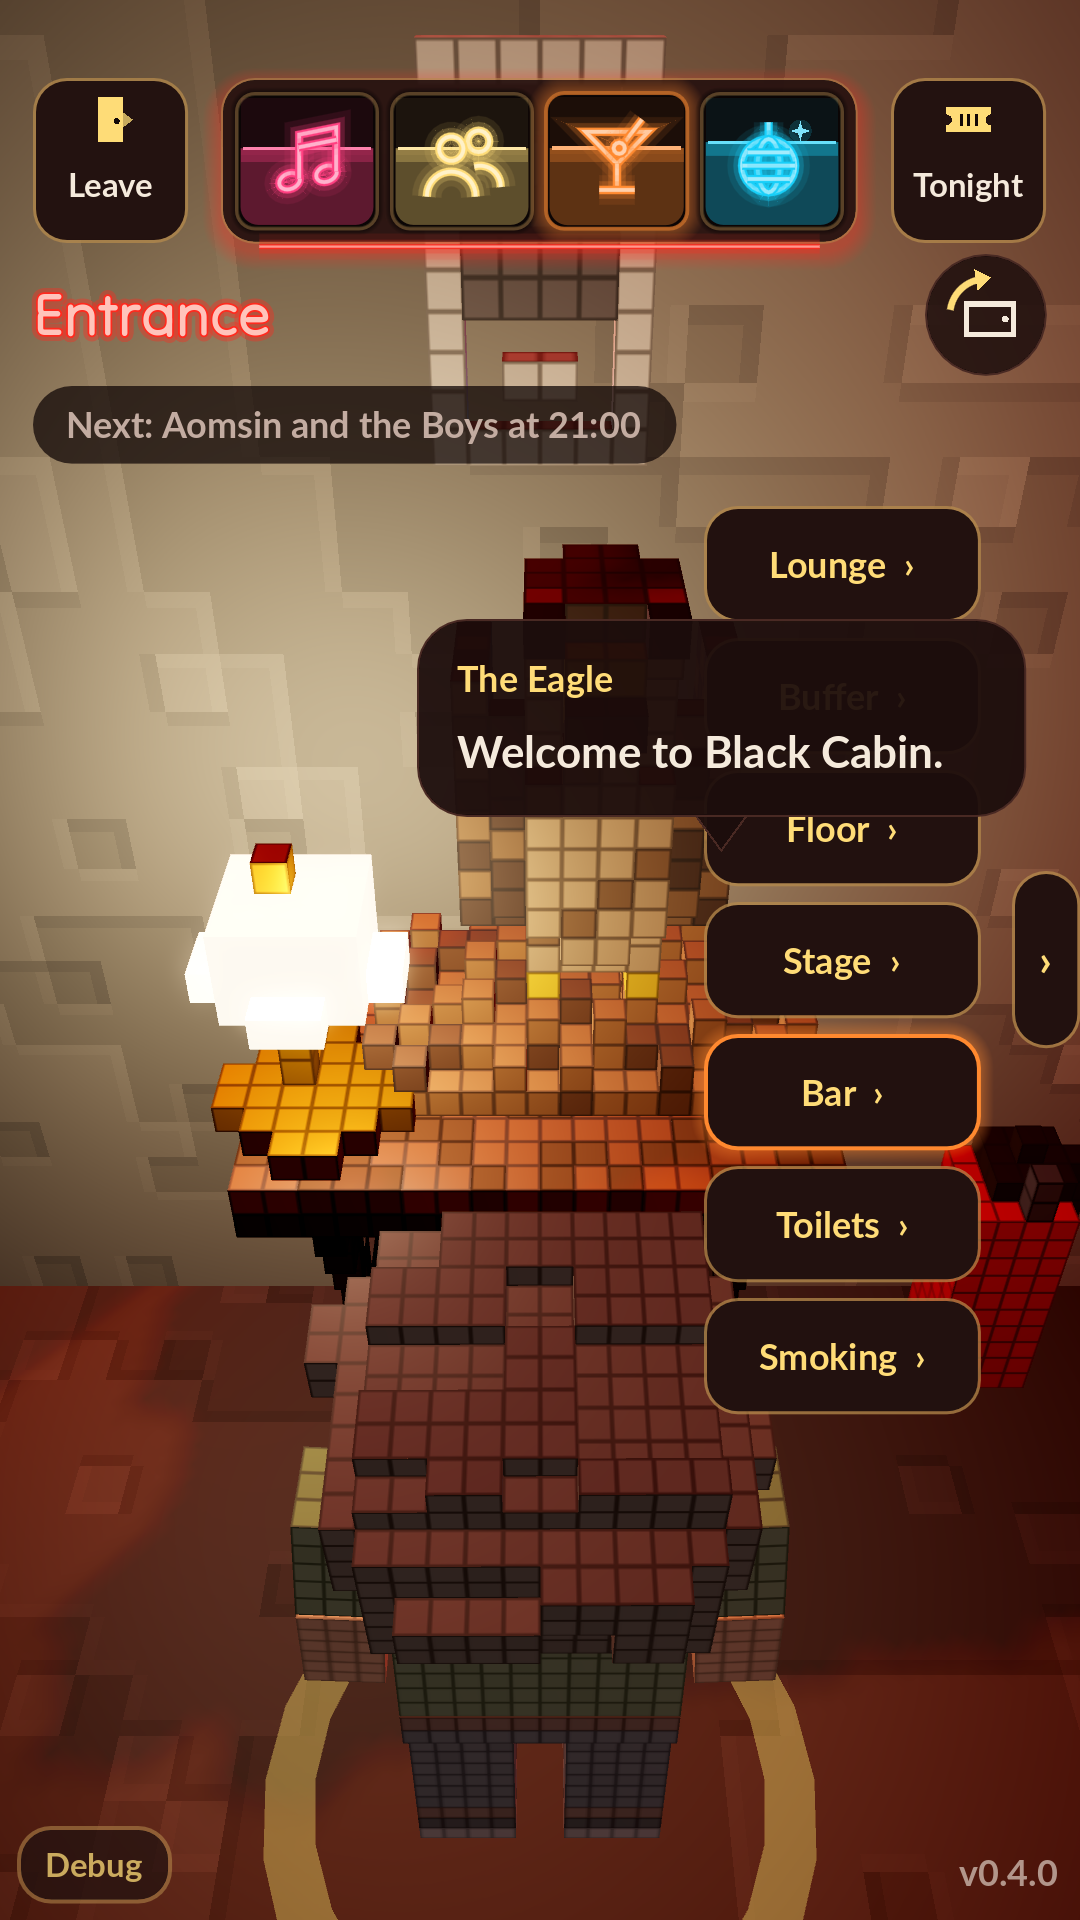 Leave
Tonight
Entrance
Next: Aomsin and the Boys at 21:00
Lounge ›
The Eagle
Buffer ›
Welcome to Black Cabin.
Floor ›
Stage ›
›
Bar ›
Toilets ›
Smoking ›
Debug
v0.4.0